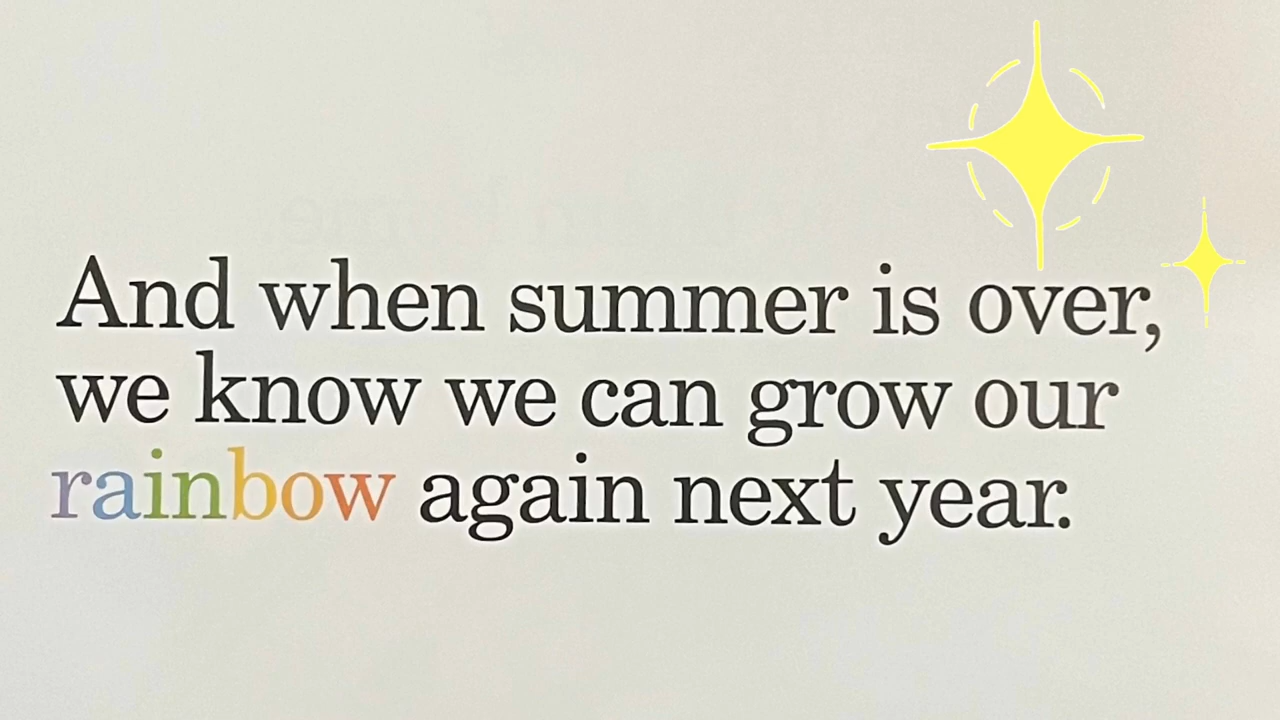 And when summer is over,
we know we can grow our
rainbow again next year.